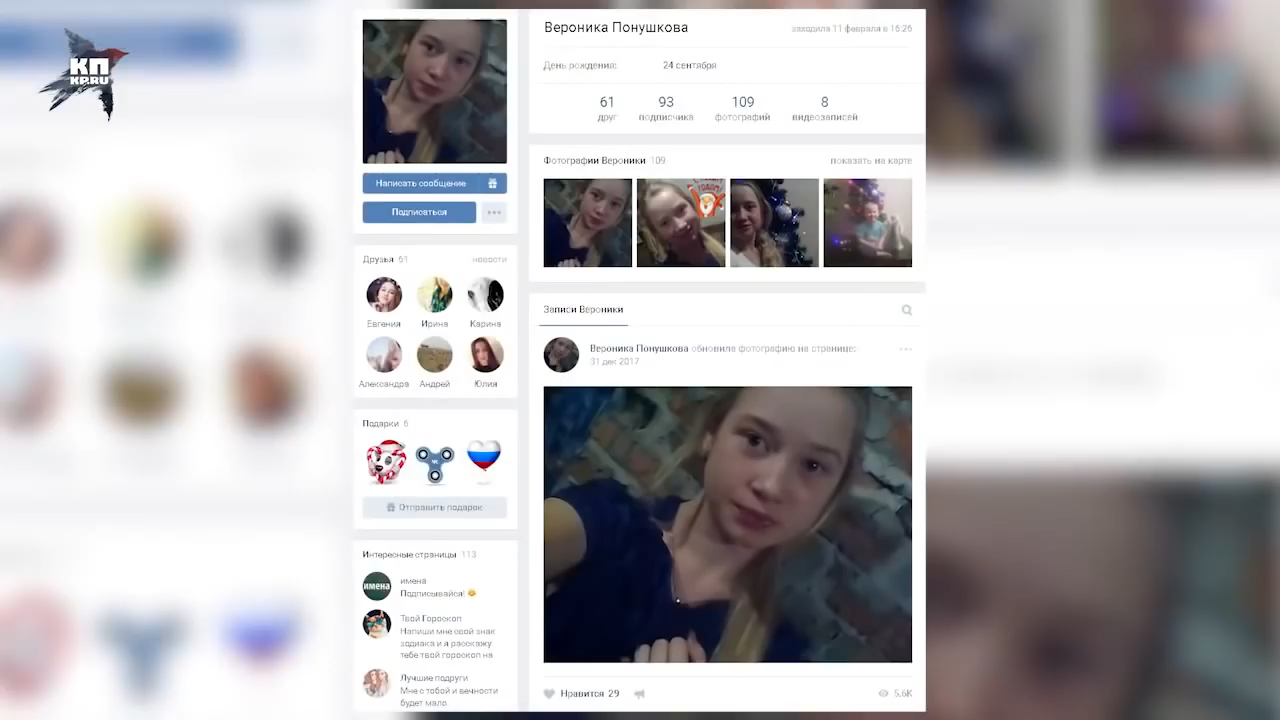 КП
KP.RU
Вероника Понушкова
заходила 11 февраля в 16:26
День рождения: 24 сентября
61 друг
93 подписчика
109 фотографий
8 видеозаписей
Фотографии Вероники 109
показать на карте
Записи Вероники
Вероника Понушкова обновила фотографию на странице:
31 дек 2017
Нравится 29
5.6K
Написать сообщение
Подписаться
Друзья 61
новости
Евгения Ирина Карина
Александра Андрей Юлия
Подарки 6
Отправить подарок
Интересные страницы 113
имена
имена
Подписывайся!
Твой Гороскоп
Напиши мне свой знак
зодиака и я расскажу
тебе твой гороскоп на
Лучшие подруги
Мне с тобой и вечности
будет мало.